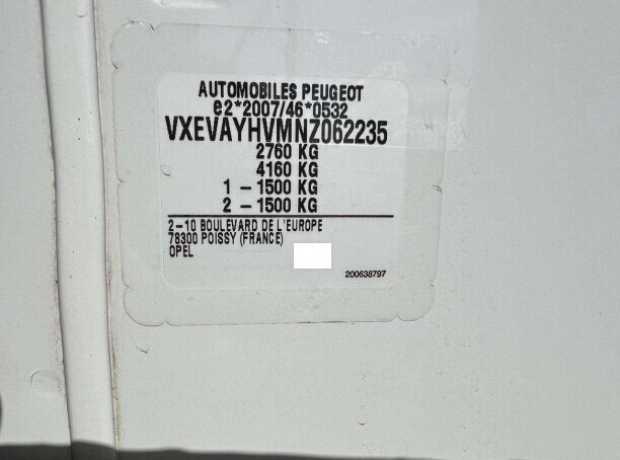 AUTOMOBILES PEUGEOT
e2*2007/46*0532
VXEVAYHVMNZ062235
2760 KG
4160 KG
1 - 1500 KG
2 - 1500 KG
2-10 BOULEVARD DE L'EUROPE
78300 POISSY (FRANCE)
OPEL
200638797